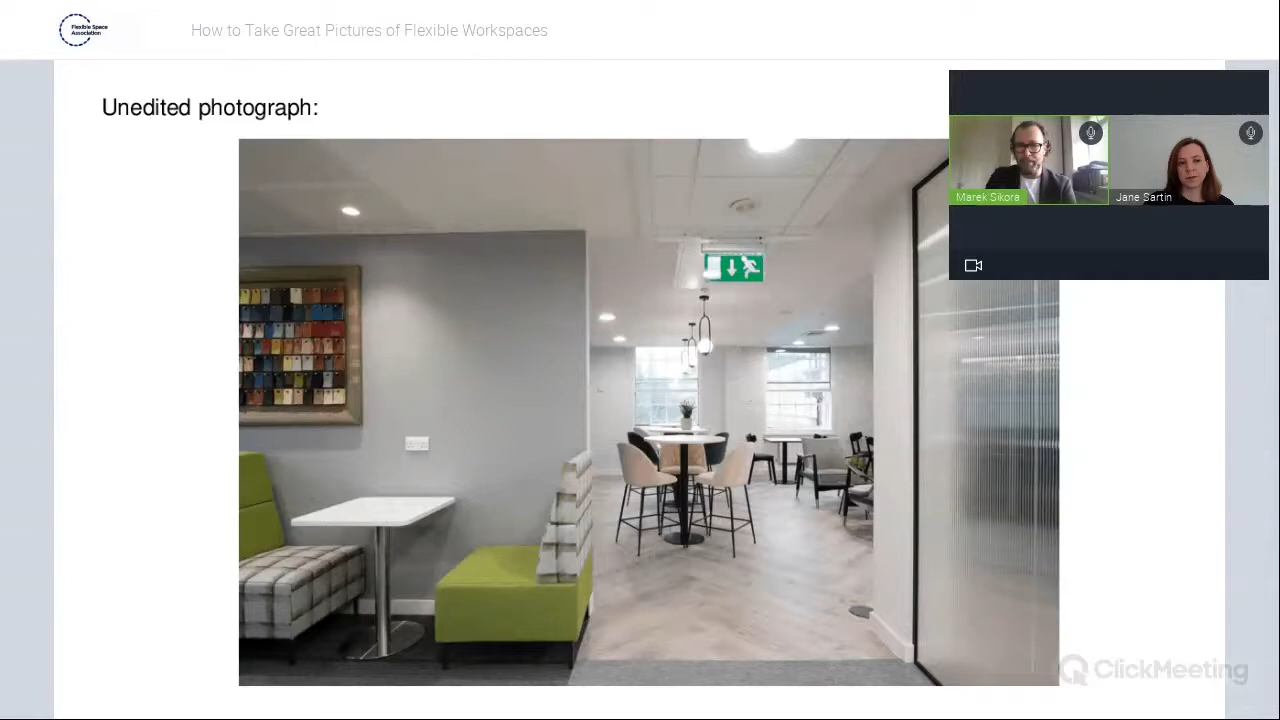 Flexible Space
Association
How to Take Great Pictures of Flexible Workspaces
Unedited photograph:
Marek Sikora
Jane Sartin
ClickMeeting